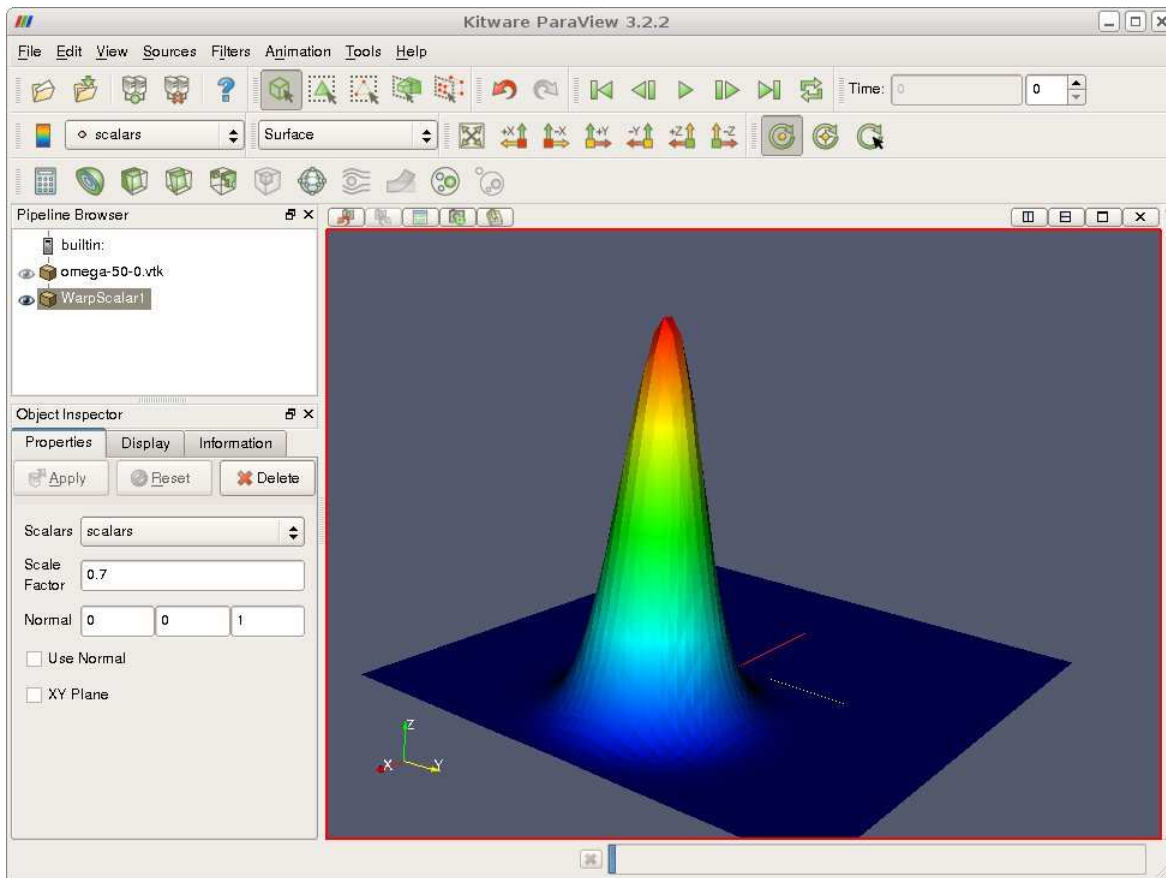 Kitware ParaView 3.2.2
File Edit View Sources Filters Animation Tools Help
Time: 0 0
scalars Surface
+X -X +Y -Y +Z -Z
Pipeline Browser
builtin:
omega-50-0.vtk
WarpScalar1
Object Inspector
Properties Display Information
Apply Reset Delete
Scalars scalars
Scale Factor 0.7
Normal 0 0 1
Use Normal
XY Plane
Z
X Y